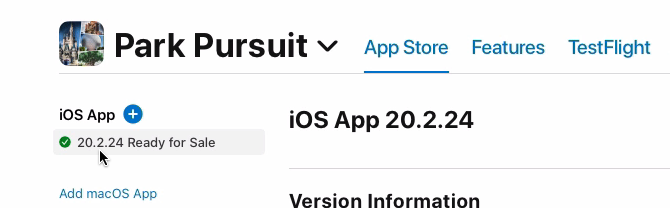 Park Pursuit
App Store Features TestFlight
iOS App
20.2.24 Ready for Sale
Add macOS App
iOS App 20.2.24
Version Information